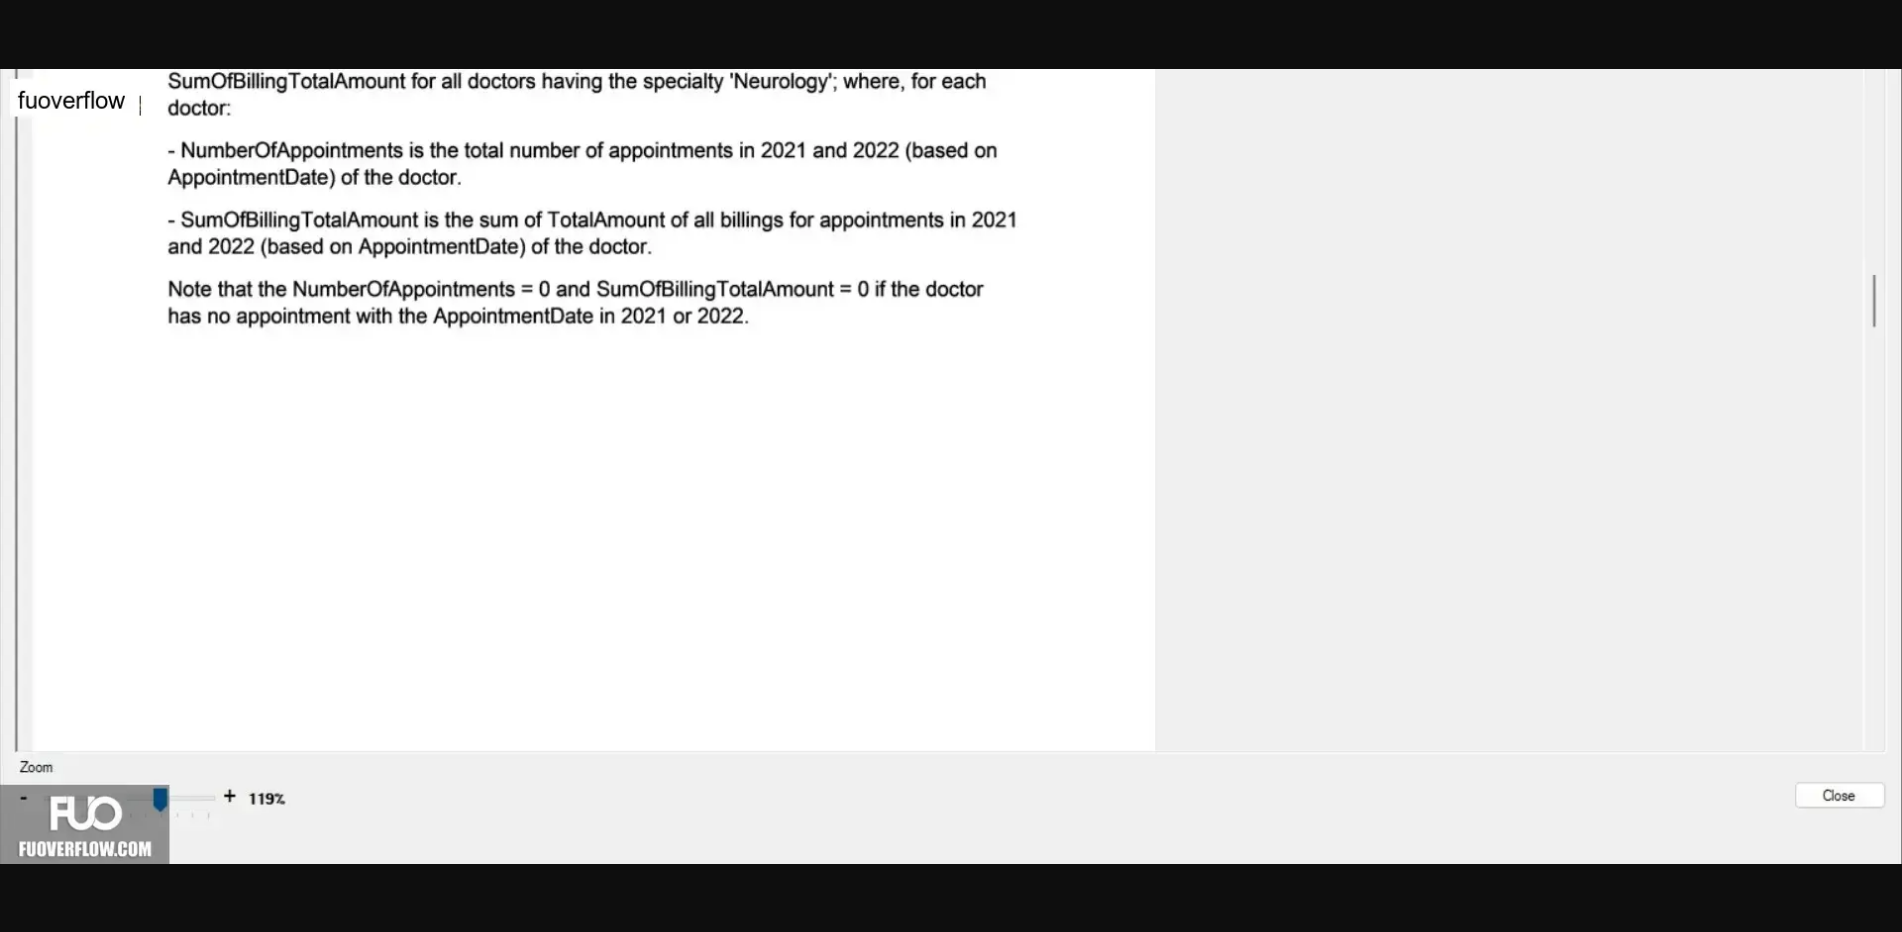 SumOfBillingTotalAmount for all doctors having the specialty 'Neurology'; where, for each
fuoverflow |
doctor:
- NumberOfAppointments is the total number of appointments in 2021 and 2022 (based on
AppointmentDate) of the doctor.
- SumOfBillingTotalAmount is the sum of TotalAmount of all billings for appointments in 2021
and 2022 (based on AppointmentDate) of the doctor.
Note that the NumberOfAppointments = 0 and SumOfBillingTotalAmount = 0 if the doctor
has no appointment with the AppointmentDate in 2021 or 2022.
Zoom
- + 119%
Close
FUO
FUOVERFLOW.COM